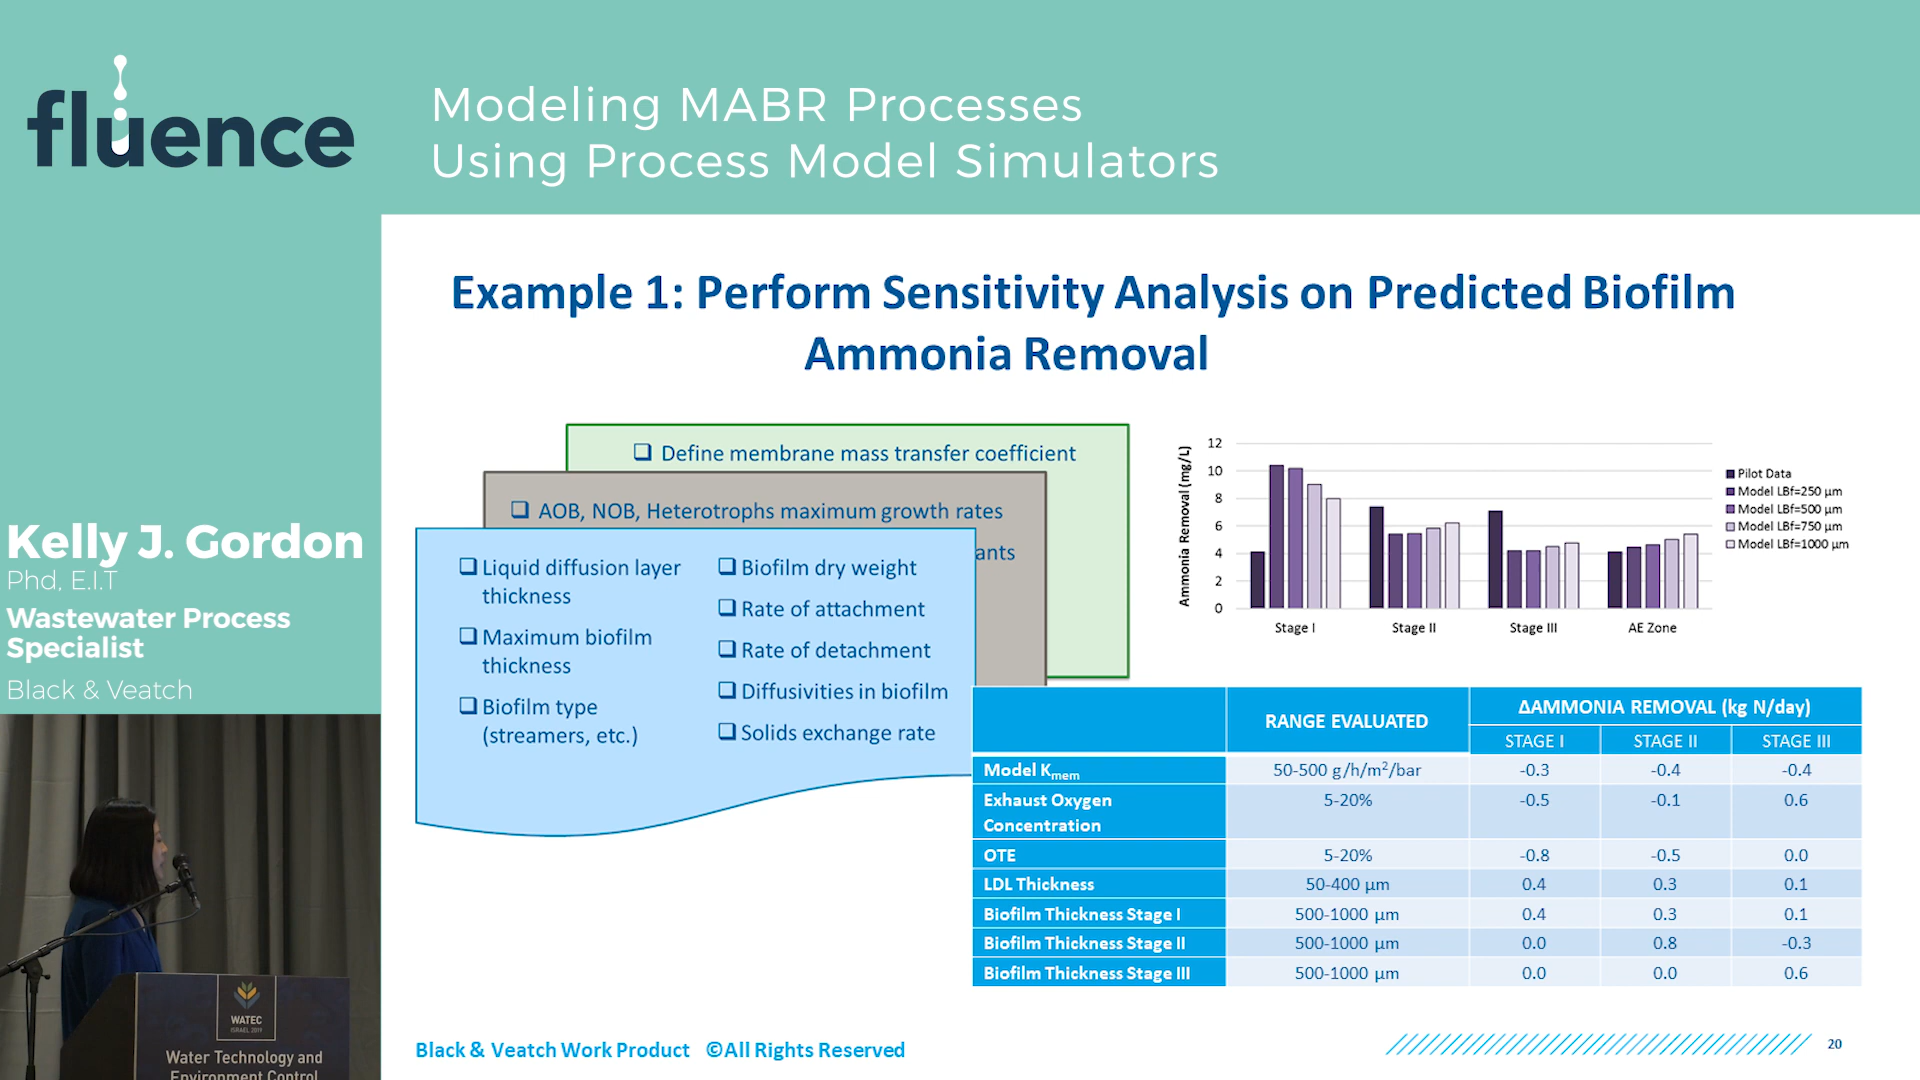 fluence
Modeling MABR Processes
Using Process Model Simulators
Kelly J. Gordon
Phd, E.I.T
Wastewater Process
Specialist
Black & Veatch
WATEC
ISRAEL 2019
Water Technology and
Environment Control
Example 1: Perform Sensitivity Analysis on Predicted Biofilm
Ammonia Removal
Define membrane mass transfer coefficient
AOB, NOB, Heterotrophs maximum growth rates
ants
Liquid diffusion layer
thickness
Maximum biofilm
thickness
Biofilm type
(streamers, etc.)
Biofilm dry weight
Rate of attachment
Rate of detachment
Diffusivities in biofilm
Solids exchange rate
Ammonia Removal (mg/L)
12
10
8
6
4
2
0
Stage I Stage II Stage III AE Zone
Pilot Data
Model LBf=250 µm
Model LBf=500 µm
Model LBf=750 µm
Model LBf=1000 µm
RANGE EVALUATED
ΔAMMONIA REMOVAL (kg N/day)
STAGE I STAGE II STAGE III
Model Kmem 50-500 g/h/m²/bar -0.3 -0.4 -0.4
Exhaust Oxygen
Concentration 5-20% -0.5 -0.1 0.6
OTE 5-20% -0.8 -0.5 0.0
LDL Thickness 50-400 µm 0.4 0.3 0.1
Biofilm Thickness Stage I 500-1000 µm 0.4 0.3 0.1
Biofilm Thickness Stage II 500-1000 µm 0.0 0.8 -0.3
Biofilm Thickness Stage III 500-1000 µm 0.0 0.0 0.6
Black & Veatch Work Product ©All Rights Reserved
20